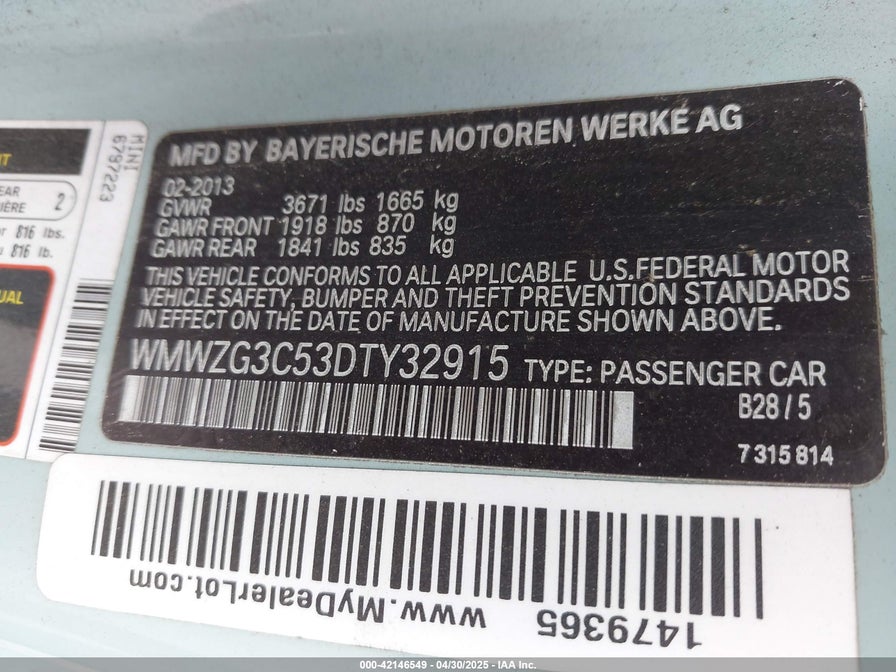 MFD BY BAYERISCHE MOTOREN WERKE AG
02-2013
GVWR 3671 lbs 1665 kg
GAWR FRONT 1918 lbs 870 kg
GAWR REAR 1841 lbs 835 kg
THIS VEHICLE CONFORMS TO ALL APPLICABLE U.S.FEDERAL MOTOR
VEHICLE SAFETY, BUMPER AND THEFT PREVENTION STANDARDS
IN EFFECT ON THE DATE OF MANUFACTURE SHOWN ABOVE.
WMWZG3C53DTY32915 TYPE: PASSENGER CAR
B28/5
7 315 814
MINI
6797223
2
816 lbs.
816 lb.
www.MyDealerLot.com
1479365
000-42146549 - 04/30/2025 - IAA Inc.